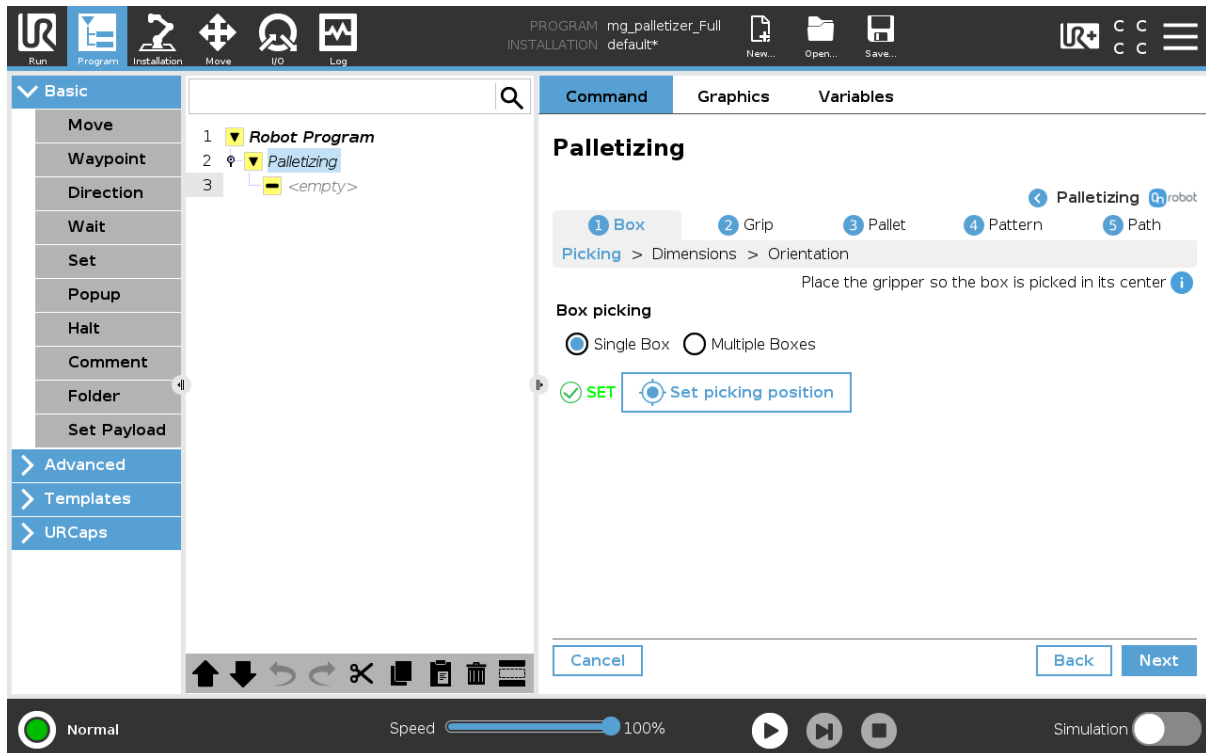 UR
PROGRAM mg_palletizer_Full
INSTALLATION default*
Run Program Installation Move I/O Log New... Open... Save... UR+ C C
C C
Basic
Move
Waypoint
Direction
Wait
Set
Popup
Halt
Comment
Folder
Set Payload
Advanced
Templates
URCaps
1 Robot Program
2 Palletizing
3 <empty>
Command Graphics Variables
Palletizing
Palletizing On robot
1 Box 2 Grip 3 Pallet 4 Pattern 5 Path
Picking > Dimensions > Orientation
Place the gripper so the box is picked in its center i
Box picking
Single Box Multiple Boxes
SET Set picking position
Cancel Back Next
Normal Speed 100% Simulation